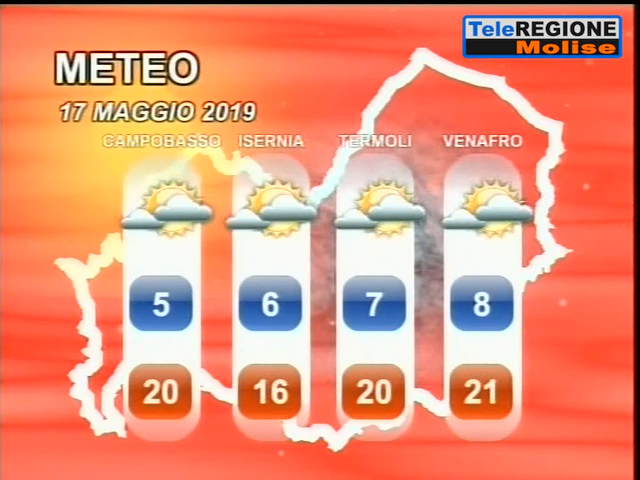 TeleREGIONE
Molise
METEO
17 MAGGIO 2019
CAMPOBASSO ISERNIA TERMOLI VENAFRO
5 6 7 8
20 16 20 21